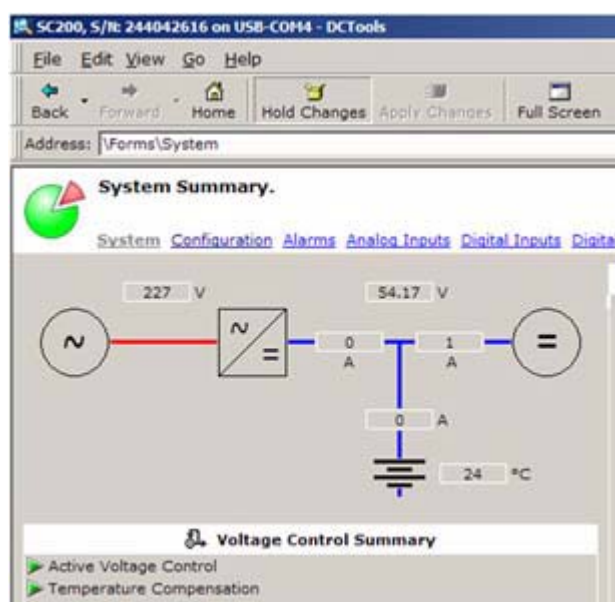 SC200, S/N: 244042616 on USB-COM4 - DCTools
File Edit View Go Help
Back Forward Home Hold Changes Apply Changes Full Screen
Address: \Forms\System
System Summary.
System Configuration Alarms Analog Inputs Digital Inputs Digita
227 V 54.17 V
~ ~ = 0 A 1 A =
0 A
24 °C
Voltage Control Summary
Active Voltage Control
Temperature Compensation